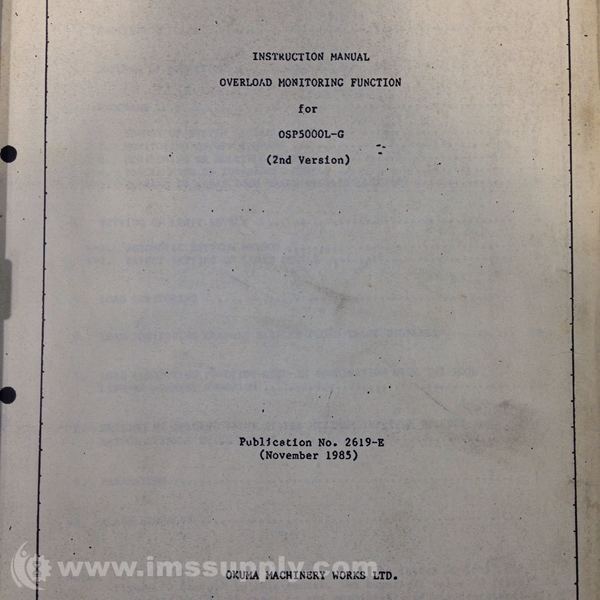 INSTRUCTION MANUAL
OVERLOAD MONITORING FUNCTION
for
OSP5000L-G
(2nd Version)
Publication No. 2619-E
(November 1985)
www.imssupply.com
OKUMA MACHINERY WORKS LTD.